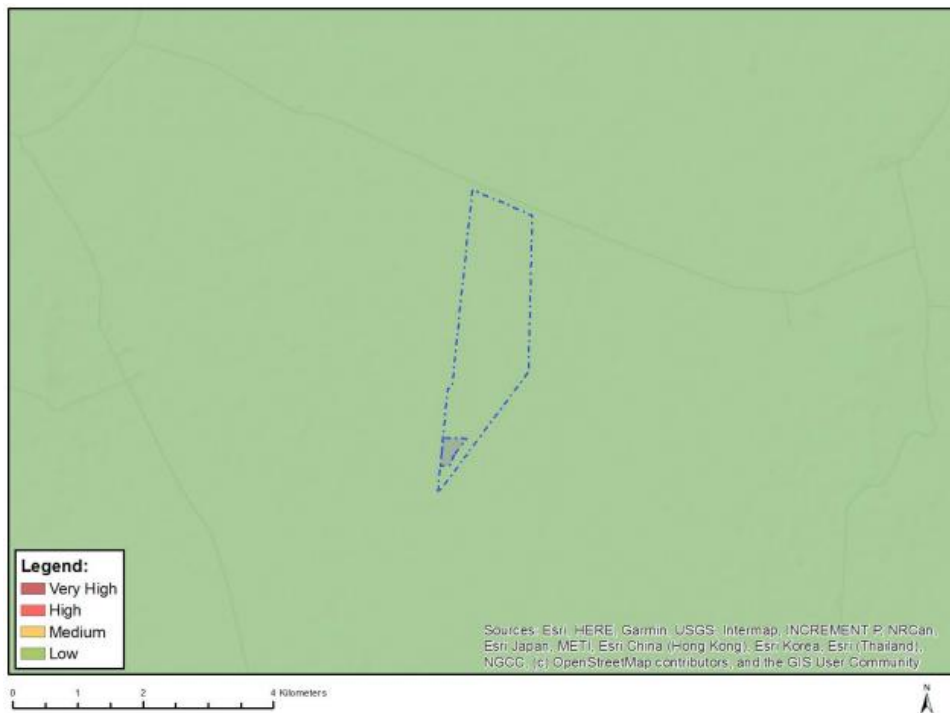 Legend:
Very High
High
Medium
Low
Sources: Esri, HERE, Garmin, USGS, Intermap, INCREMENT P, NRCan,
Esri Japan, METI, Esri China (Hong Kong), Esri Korea, Esri (Thailand),
NGCC, (c) OpenStreetMap contributors, and the GIS User Community
0 1 2 4 Kilometers
N